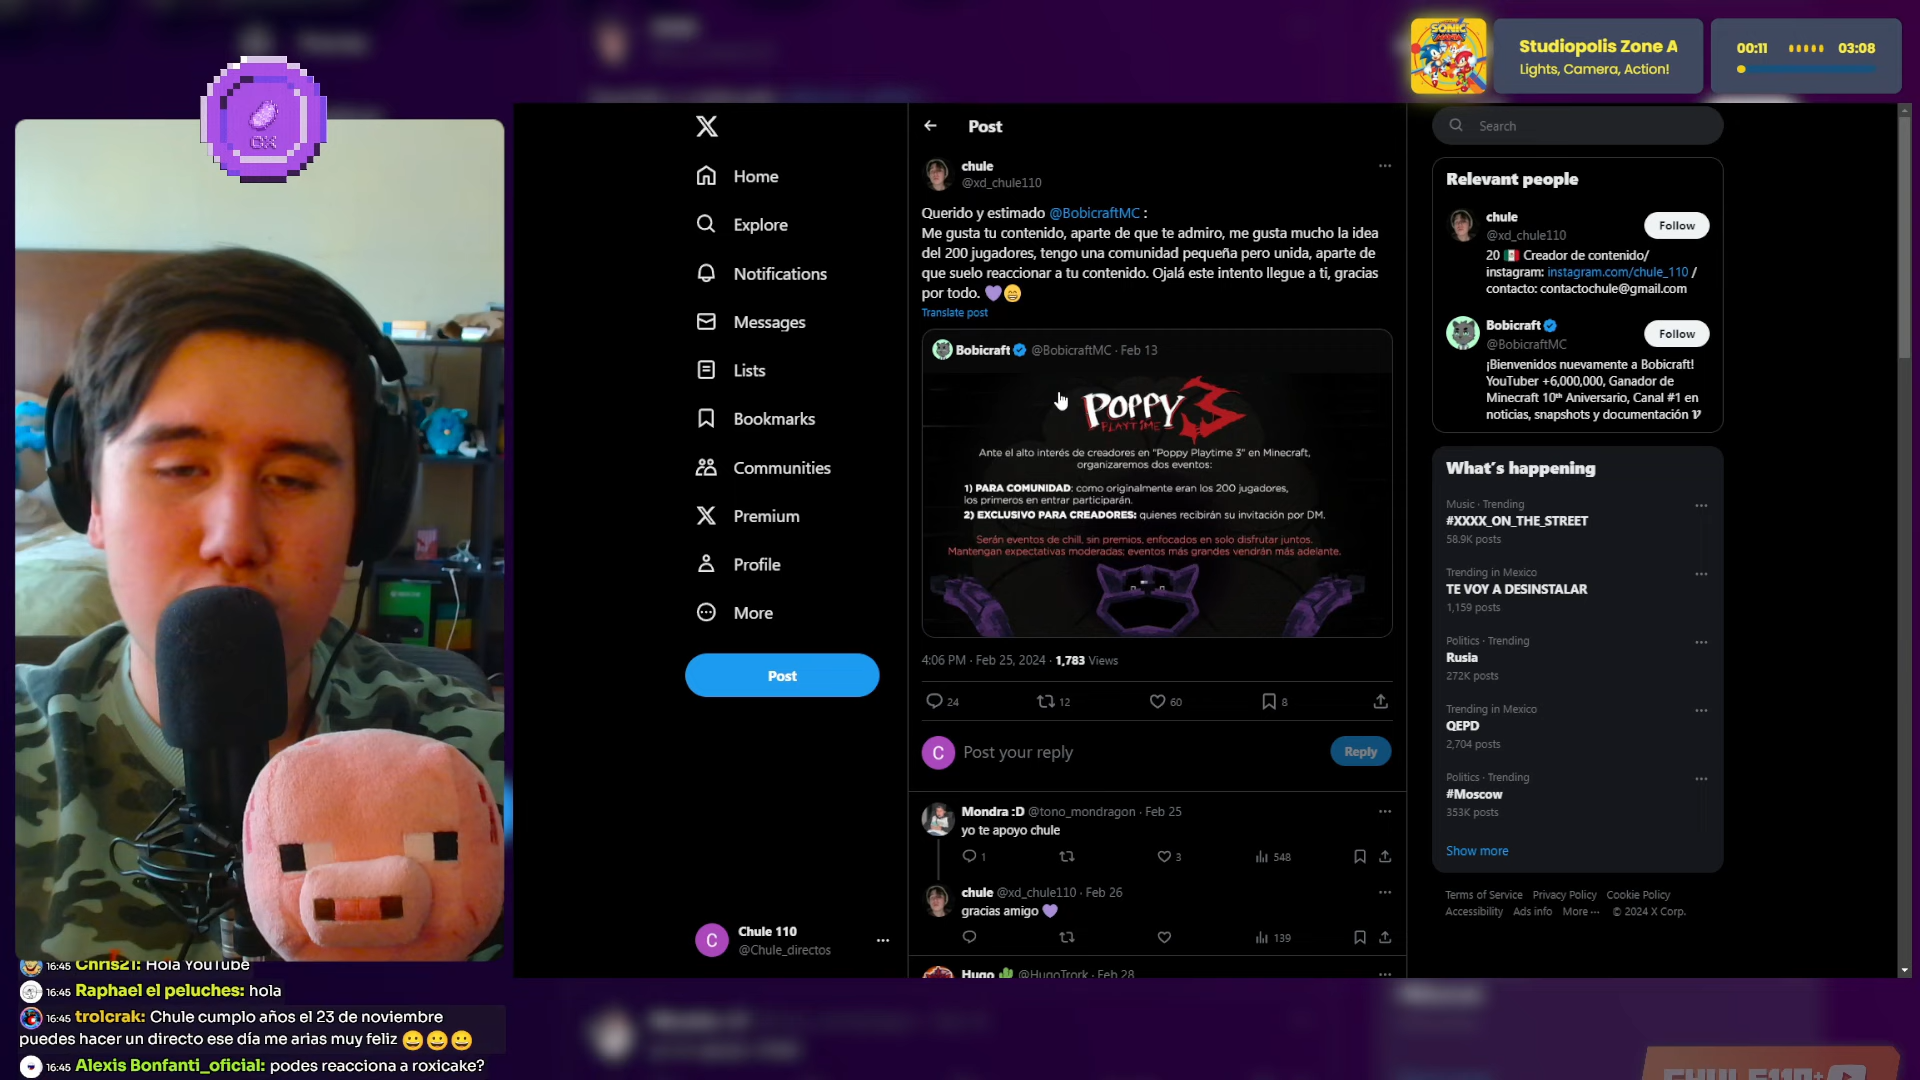 SONIC
MANIA
Studiopolis Zone A
Lights, Camera, Action!
00:11
03:08
GX
Home
Explore
Notifications
Messages
Lists
Bookmarks
Communities
Premium
Profile
More
Post
Chule 110
@Chule_directos
Post
chule
@xd_chule110
Querido y estimado @BobicraftMC :
Me gusta tu contenido, aparte de que te admiro, me gusta mucho la idea
del 200 jugadores, tengo una comunidad pequeña pero unida, aparte de
que suelo reaccionar a tu contenido. Ojalá este intento llegue a ti, gracias
por todo. 💜😁
Translate post
Bobicraft @BobicraftMC · Feb 13
POPPY 3
PLAYTIME
Ante el alto interés de creadores en "Poppy Playtime 3" en Minecraft,
organizaremos dos eventos:
1) PARA COMUNIDAD: como originalmente eran los 200 jugadores,
los primeros en entrar participarán.
2) EXCLUSIVO PARA CREADORES: quienes recibirán su invitación por DM.
Serán eventos de chill, sin premios, enfocados en solo disfrutar juntos.
Mantengan expectativas moderadas; eventos más grandes vendrán más adelante.
4:06 PM · Feb 25, 2024 · 1,783 Views
24
12
60
8
C
Post your reply
Reply
Mondra :D @tono_mondragon · Feb 25
yo te apoyo chule
1
3
548
chule @xd_chule110 · Feb 26
gracias amigo 💜
139
Hugo 🌵 @HugoTrork · Feb 28
Search
Relevant people
chule
@xd_chule110
Follow
20 🇲🇽 Creador de contenido/
instagram: instagram.com/chule_110 /
contacto: contactochule@gmail.com
Bobicraft
@BobicraftMC
Follow
¡Bienvenidos nuevamente a Bobicraft!
YouTuber +6,000,000, Ganador de
Minecraft 10ᵗʰ Aniversario, Canal #1 en
noticias, snapshots y documentación
What's happening
Music · Trending
#XXXX_ON_THE_STREET
58.9K posts
Trending in Mexico
TE VOY A DESINSTALAR
1,159 posts
Politics · Trending
Rusia
272K posts
Trending in Mexico
QEPD
2,704 posts
Politics · Trending
#Moscow
353K posts
Show more
Terms of Service Privacy Policy Cookie Policy
Accessibility Ads info More ··· © 2024 X Corp.
16:45 Chris21: Hola YouTube
16:45 Raphael el peluches: hola
16:45 trolcrak: Chule cumplo años el 23 de noviembre
puedes hacer un directo ese día me arias muy feliz 😀😀😀
16:45 Alexis Bonfanti_oficial: podes reacciona a roxicake?
CHULE110+